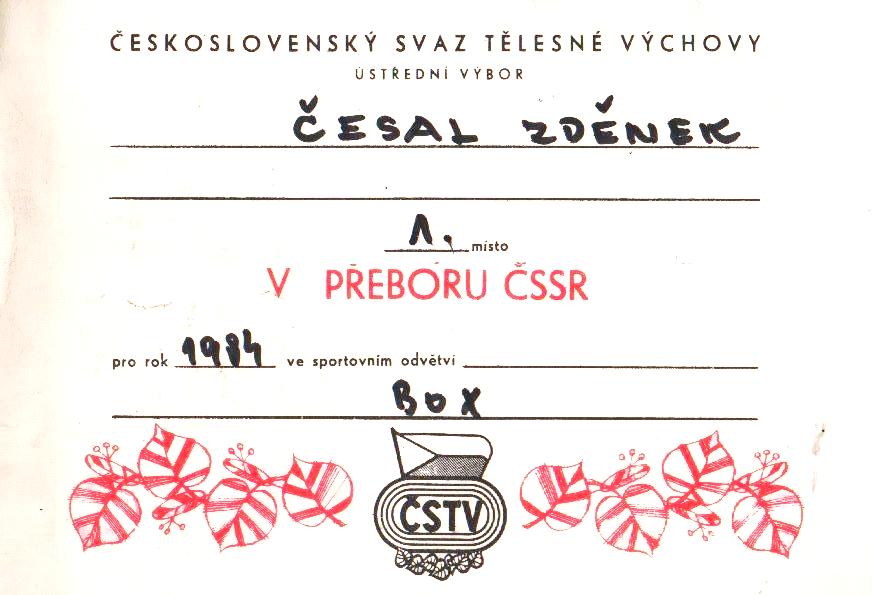 ČESKOSLOVENSKÝ SVAZ TĚLESNÉ VÝCHOVY
ÚSTŘEDNÍ VÝBOR
ČESAL ZDĚNEK
1. místo
V PŘEBORU ČSSR
pro rok 1984 ve sportovním odvětví
BOX
ČSTV